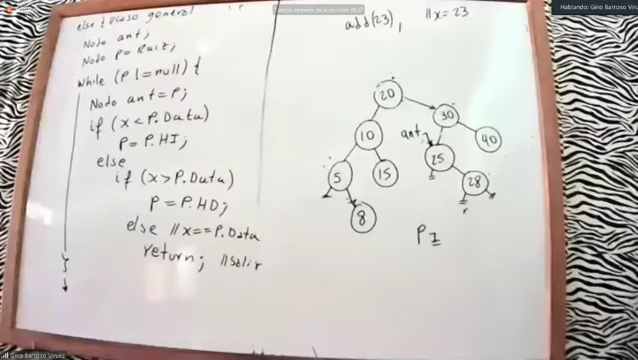 else { //caso general
Nodo ant;
Nodo p=Raiz;
while (P != null) {
Nodo ant=P;
if (X < P.Data)
P=P.HI;
else
if (X>P.Data)
P=P.HD;
else //X==P.Data
return; //Salir
}
add(23), //X=23
20
30
10
40
ant
25
5
15
28
8
P
Hablando: Gino Barroso Viruez
Gino Barroso Viruez